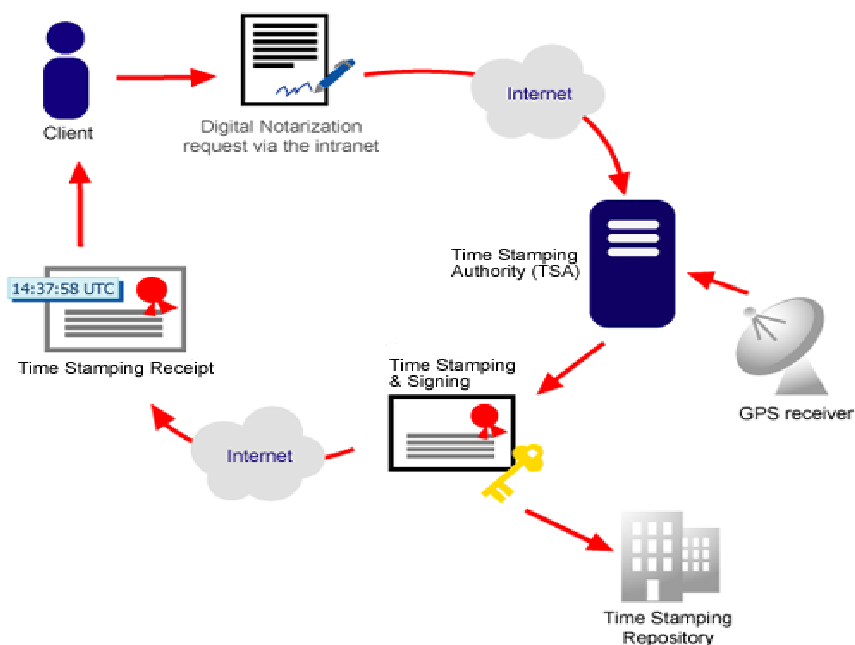 Client
Digital Notarization
request via the intranet
Internet
Time Stamping
Authority (TSA)
GPS receiver
Time Stamping
& Signing
Time Stamping
Repository
Internet
14:37:58 UTC
Time Stamping Receipt